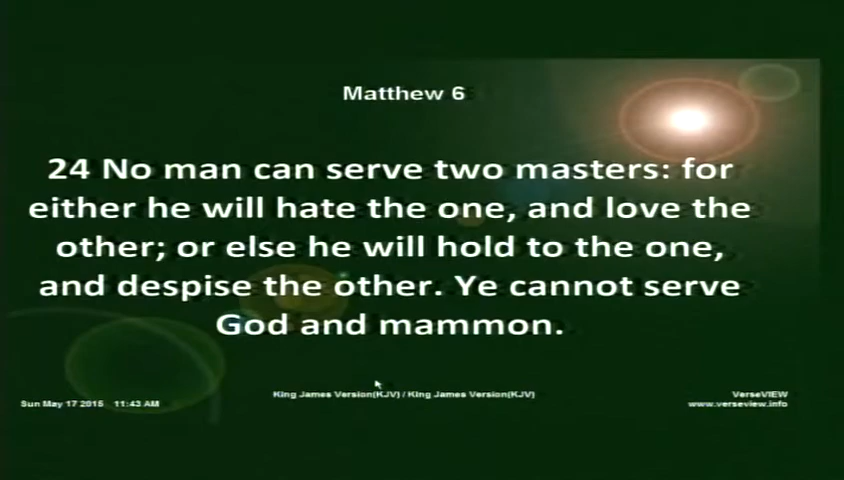 Matthew 6
24 No man can serve two masters: for
either he will hate the one, and love the
other; or else he will hold to the one,
and despise the other. Ye cannot serve
God and mammon.
King James Version(KJV) / King James Version(KJV)
VerseVIEW
Sun May 17 2015 11:43 AM
www.verseview.info